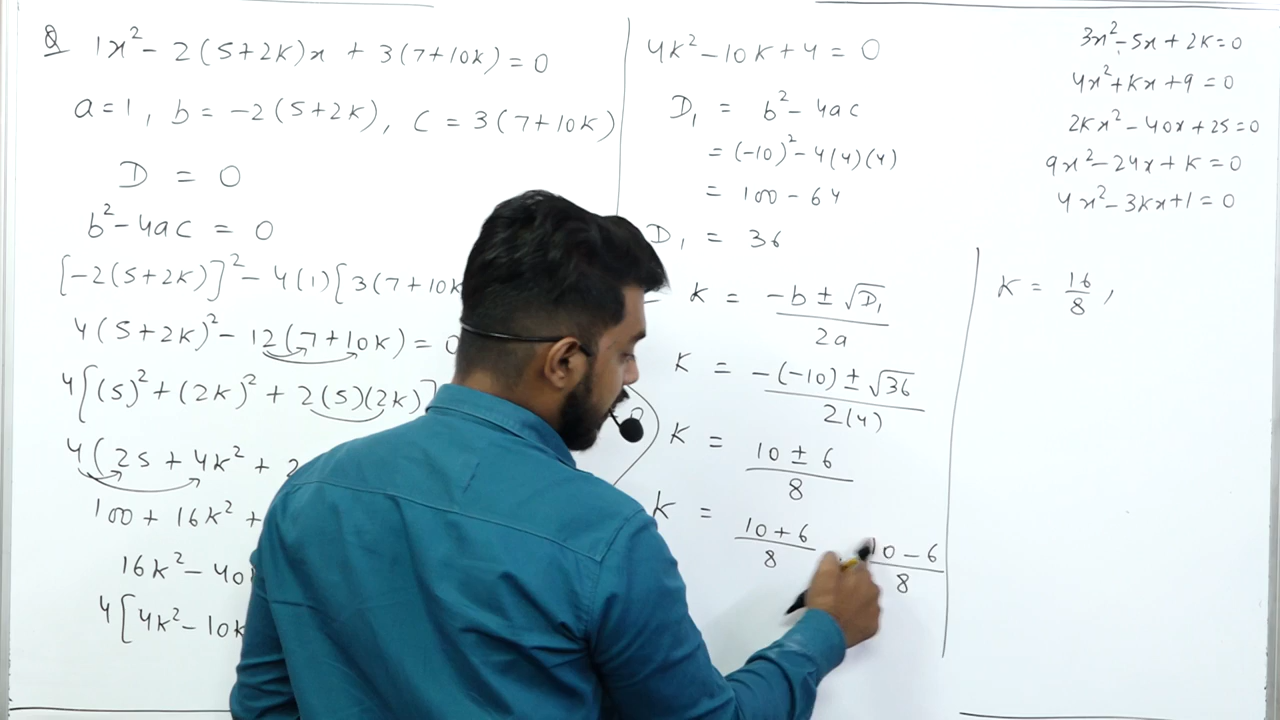 Q 1x² - 2(5+2k)x + 3(7+10k) = 0
a = 1, b = -2(5+2k), c = 3(7+10k)
D = 0
b² - 4ac = 0
[-2(5+2k)]² - 4(1)[3(7+10k
4(5+2k)² - 12(7+10k) = 0
4[(5)² + (2k)² + 2(5)(2k)]
4(25 + 4k² + 2
100 + 16k² +
16k² - 40
4[4k² - 10k
4k² - 10k + 4 = 0
D₁ = b² - 4ac
= (-10)² - 4(4)(4)
= 100 - 64
D₁ = 36
k = (-b ± √D₁)/2a
k = (-(-10) ± √36)/2(4)
k = (10 ± 6)/8
k = (10 + 6)/8 (10 - 6)/8
3x² - 5x + 2k = 0
4x² + kx + 9 = 0
2kx² - 40x + 25 = 0
9x² - 24x + k = 0
4x² - 3kx + 1 = 0
k = 16/8,